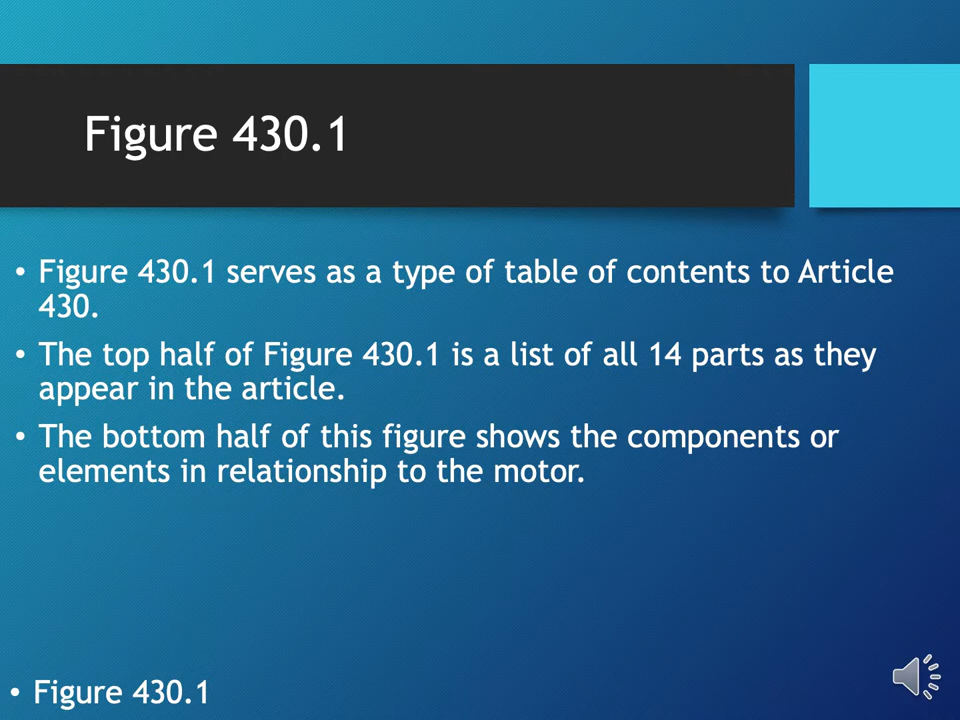 Figure 430.1
• Figure 430.1 serves as a type of table of contents to Article
430.
• The top half of Figure 430.1 is a list of all 14 parts as they
appear in the article.
• The bottom half of this figure shows the components or
elements in relationship to the motor.
• Figure 430.1